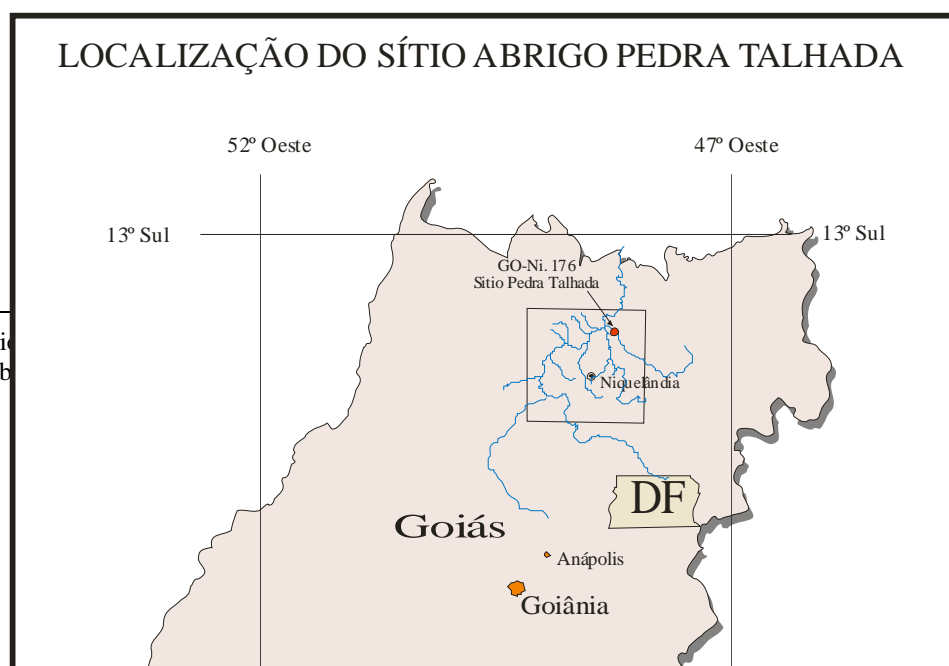 LOCALIZAÇÃO DO SÍTIO ABRIGO PEDRA TALHADA
52º Oeste
47º Oeste
13º Sul
13º Sul
GO-Ni. 176
Sitio Pedra Talhada
Niquelândia
DF
Goiás
Anápolis
Goiânia